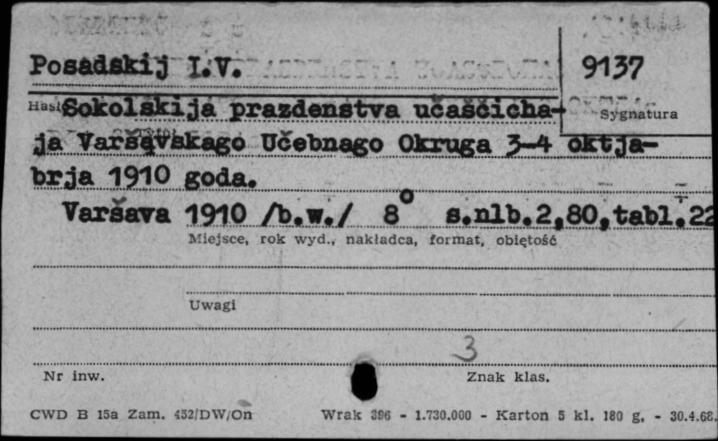 Posadskij I.V.
9137
Hasł Sokolskija prazdenstva učaščicha-
Sygnatura
ja Varšavskago Učebnago Okruga 3-4 oktja-
brja 1910 goda.
Varšava 1910 /b.w./ 8° s.nlb.2,80,tabl.22
Miejsce, rok wyd., nakładca, format, objętość
Uwagi
3
Nr inw.
Znak klas.
CWD B 15a Zam. 452/DW/On Wrak 396 - 1.730.000 - Karton 5 kl. 180 g. - 30.4.68.